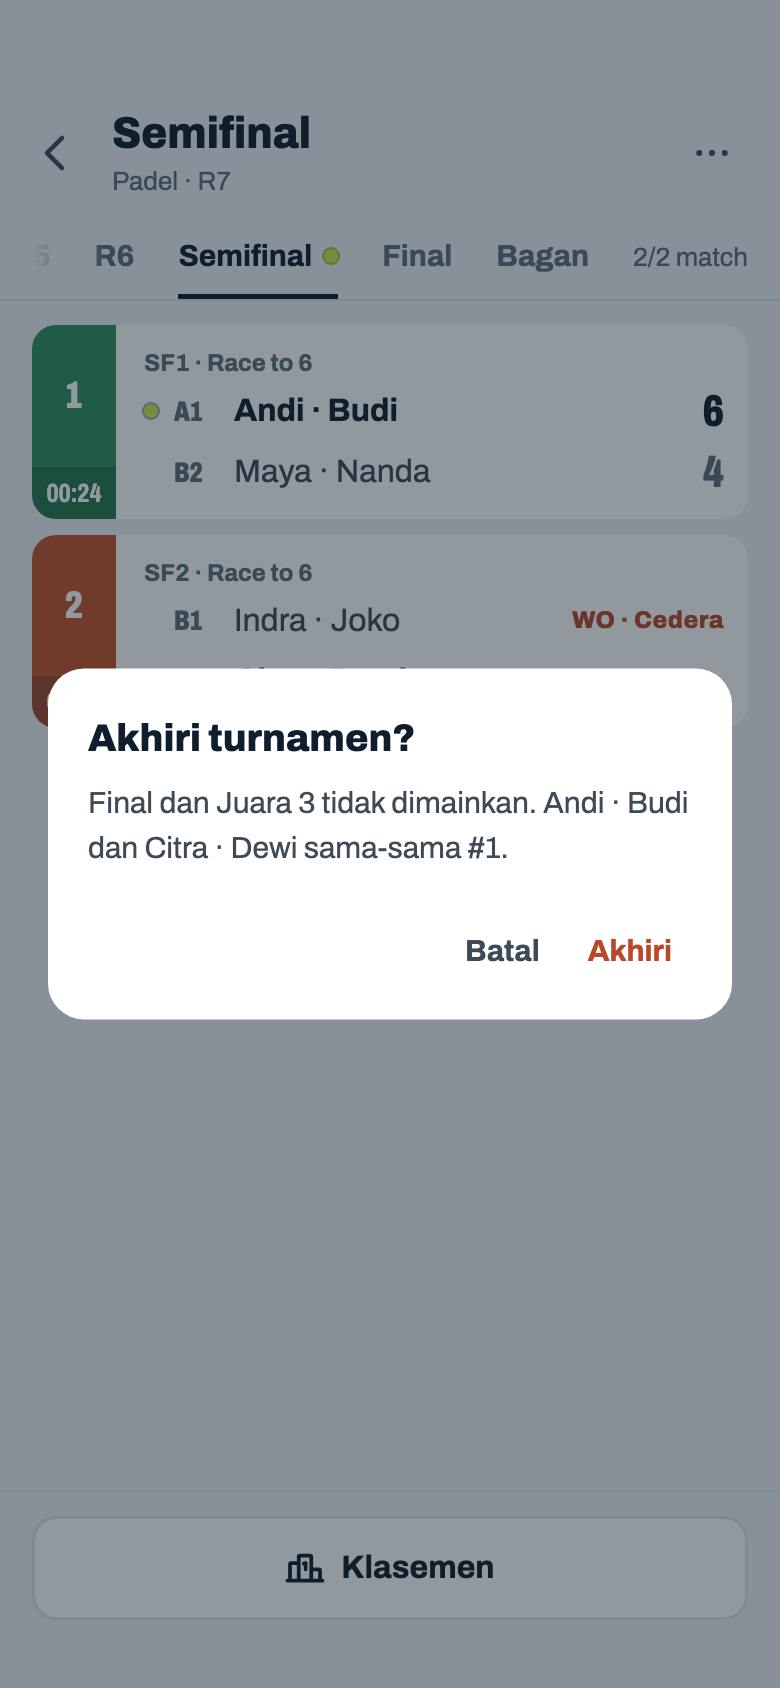 Semifinal
Padel · R7
5 R6 Semifinal Final Bagan 2/2 match
1
SF1 · Race to 6
A1 Andi · Budi 6
B2 Maya · Nanda 4
00:24
2
SF2 · Race to 6
B1 Indra · Joko WO · Cedera
Akhiri turnamen?
Final dan Juara 3 tidak dimainkan. Andi · Budi
dan Citra · Dewi sama-sama #1.
Batal Akhiri
Klasemen